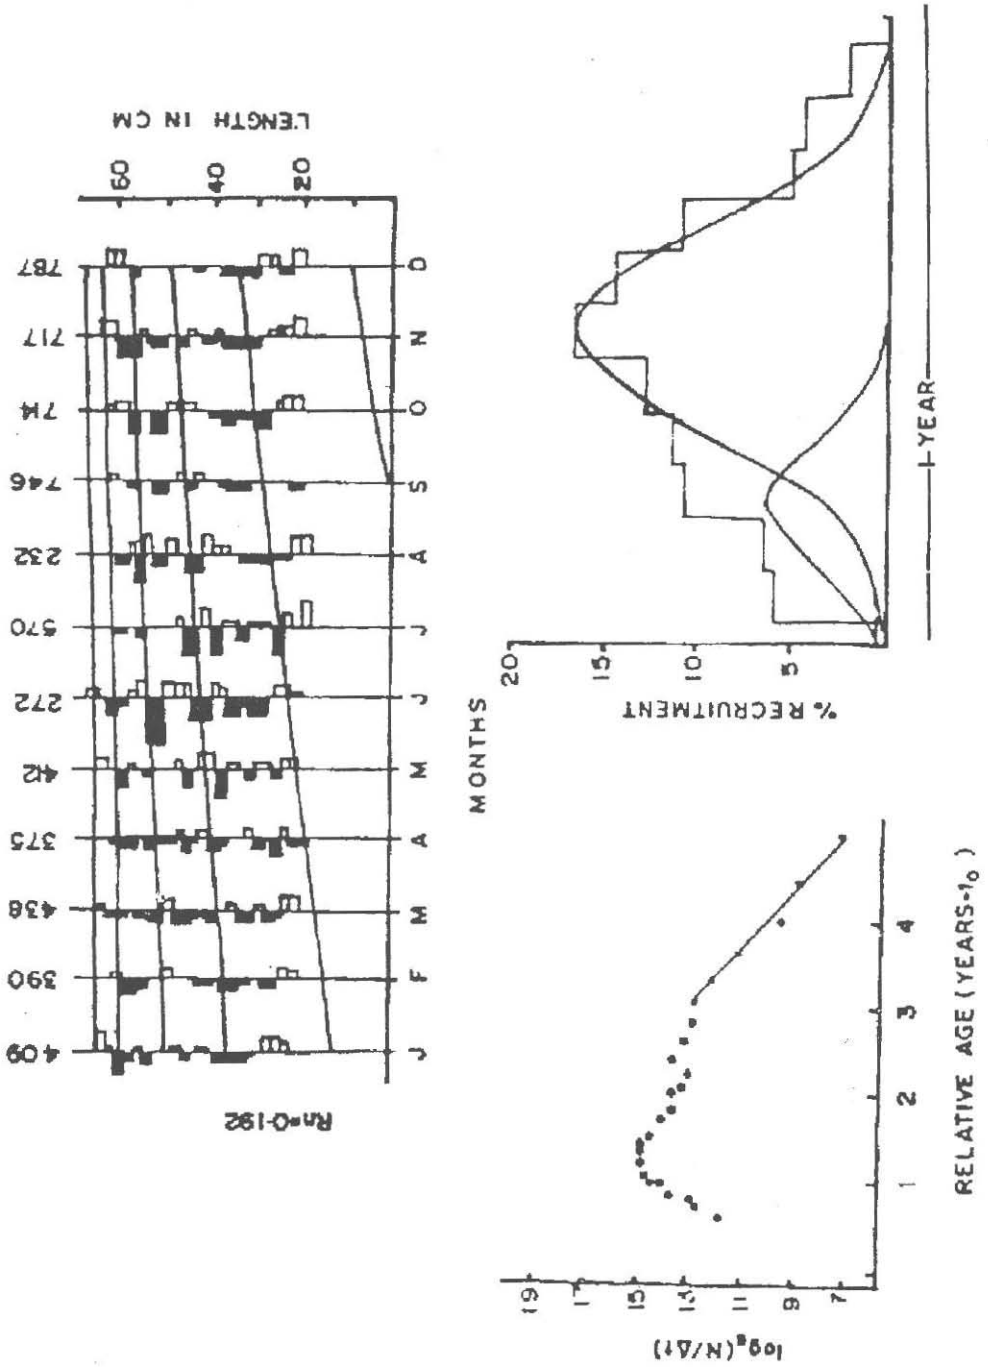 Rn=0·192
409 390 438 375 412 272 570 232 746 714 717 787
60
40
20
LENGTH IN CM
J F M A M J J A S O N D
MONTHS
19
17
15
13
11
9
7
logₑ(N/Δt)
1 2 3 4
RELATIVE AGE (YEARS-t₀)
20
15
10
5
% RECRUITMENT
1 YEAR